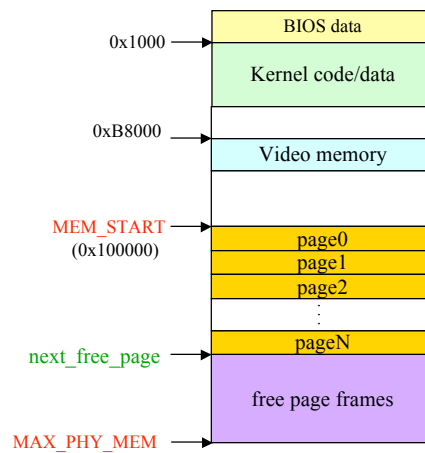 BIOS data
0x1000
Kernel code/data
0xB8000
Video memory
MEM_START
(0x100000)
page0
page1
page2
⋮
pageN
next_free_page
free page frames
MAX_PHY_MEM